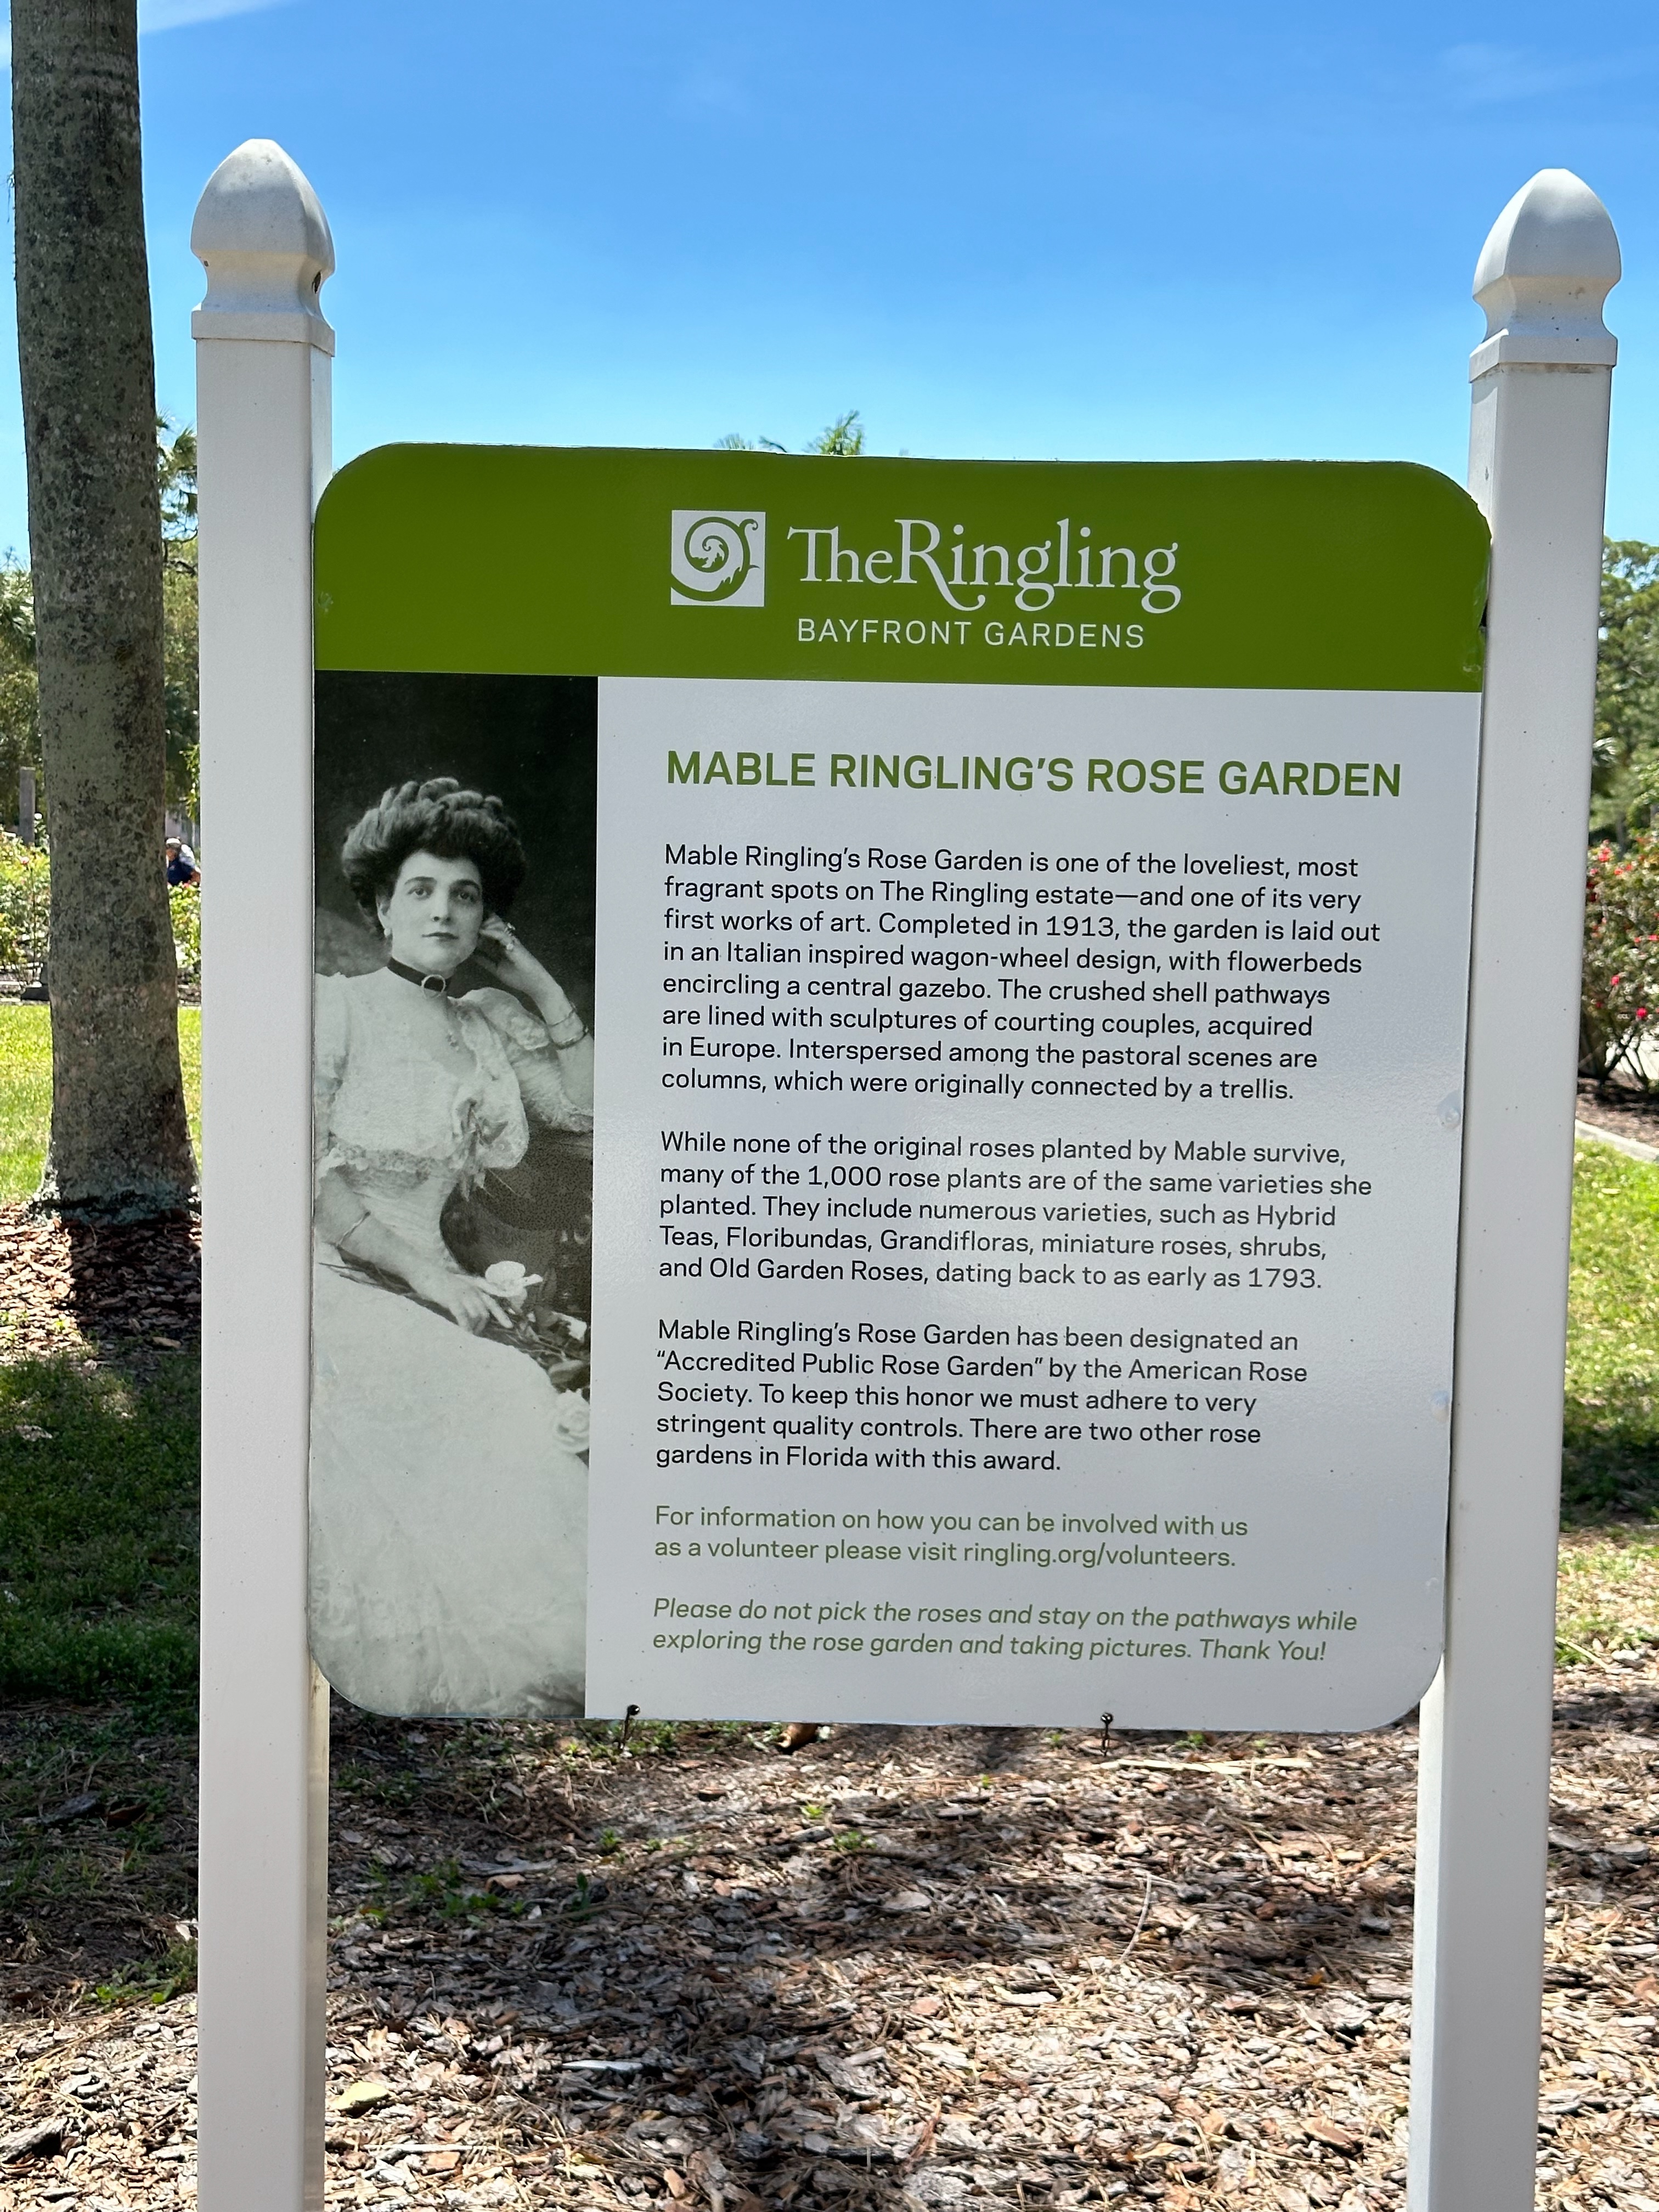 TheRingling
BAYFRONT GARDENS
MABLE RINGLING'S ROSE GARDEN
Mable Ringling's Rose Garden is one of the loveliest, most
fragrant spots on The Ringling estate—and one of its very
first works of art. Completed in 1913, the garden is laid out
in an Italian inspired wagon-wheel design, with flowerbeds
encircling a central gazebo. The crushed shell pathways
are lined with sculptures of courting couples, acquired
in Europe. Interspersed among the pastoral scenes are
columns, which were originally connected by a trellis.
While none of the original roses planted by Mable survive,
many of the 1,000 rose plants are of the same varieties she
planted. They include numerous varieties, such as Hybrid
Teas, Floribundas, Grandifloras, miniature roses, shrubs,
and Old Garden Roses, dating back to as early as 1793.
Mable Ringling's Rose Garden has been designated an
“Accredited Public Rose Garden” by the American Rose
Society. To keep this honor we must adhere to very
stringent quality controls. There are two other rose
gardens in Florida with this award.
For information on how you can be involved with us
as a volunteer please visit ringling.org/volunteers.
Please do not pick the roses and stay on the pathways while
exploring the rose garden and taking pictures. Thank You!